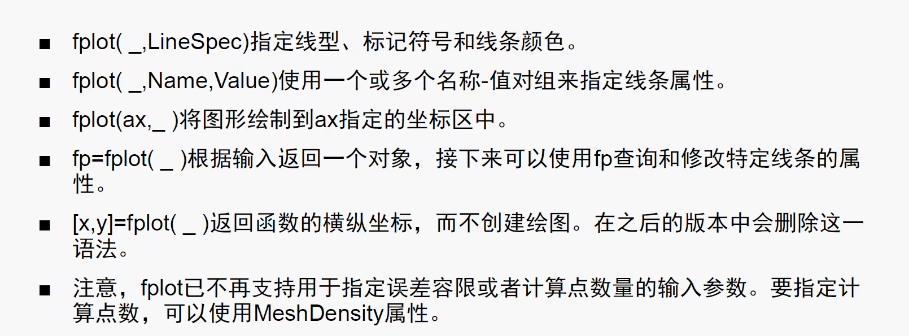 ■ fplot( _,LineSpec)指定线型、标记符号和线条颜色。
■ fplot( _,Name,Value)使用一个或多个名称-值对组来指定线条属性。
■ fplot(ax,_ )将图形绘制到ax指定的坐标区中。
■ fp=fplot( _ )根据输入返回一个对象，接下来可以使用fp查询和修改特定线条的属
性。
■ [x,y]=fplot( _ )返回函数的横纵坐标，而不创建绘图。在之后的版本中会删除这一
语法。
■ 注意，fplot已不再支持用于指定误差容限或者计算点数量的输入参数。要指定计
算点数，可以使用MeshDensity属性。